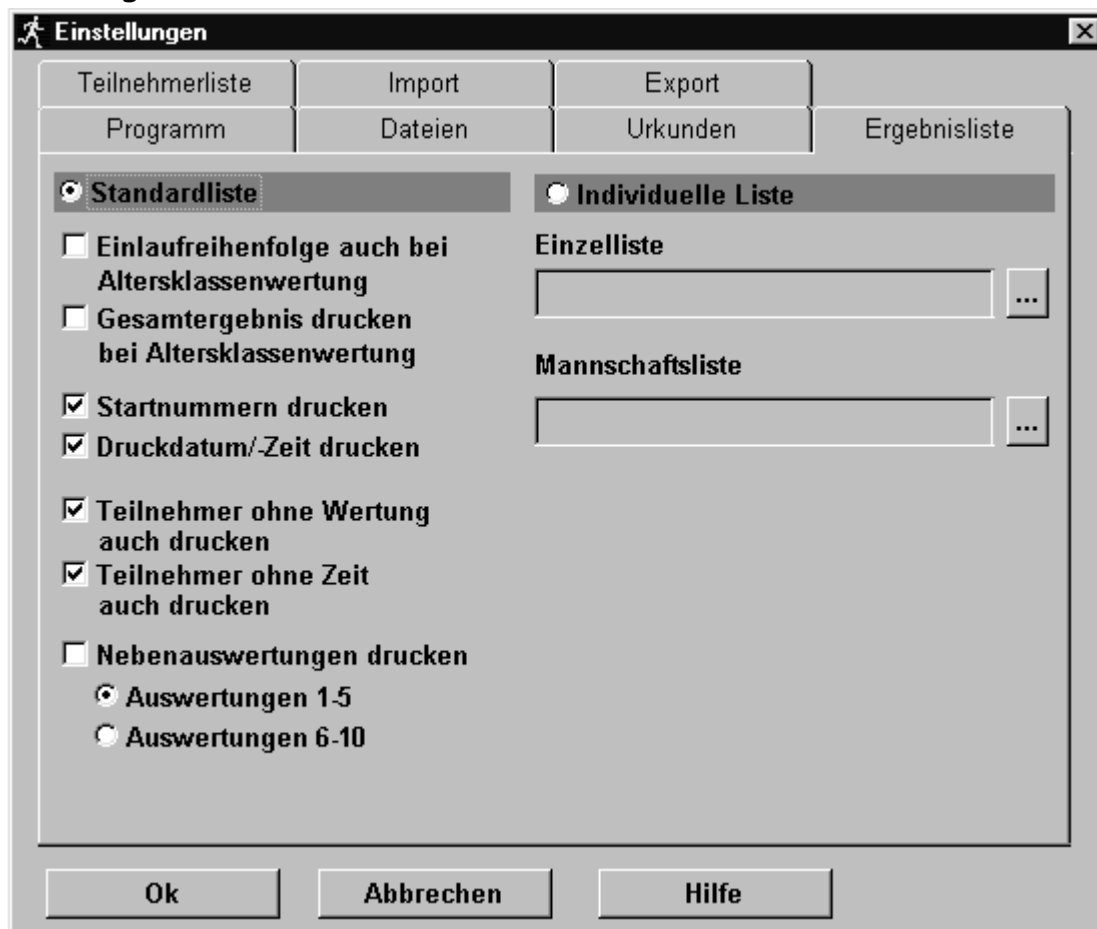 Einstellungen
Teilnehmerliste Import Export
Programm Dateien Urkunden Ergebnisliste
Standardliste
Einlaufreihenfolge auch bei
Altersklassenwertung
Gesamtergebnis drucken
bei Altersklassenwertung
Startnummern drucken
Druckdatum/-Zeit drucken
Teilnehmer ohne Wertung
auch drucken
Teilnehmer ohne Zeit
auch drucken
Nebenauswertungen drucken
Auswertungen 1-5
Auswertungen 6-10
Individuelle Liste
Einzelliste
...
Mannschaftsliste
...
Ok Abbrechen Hilfe